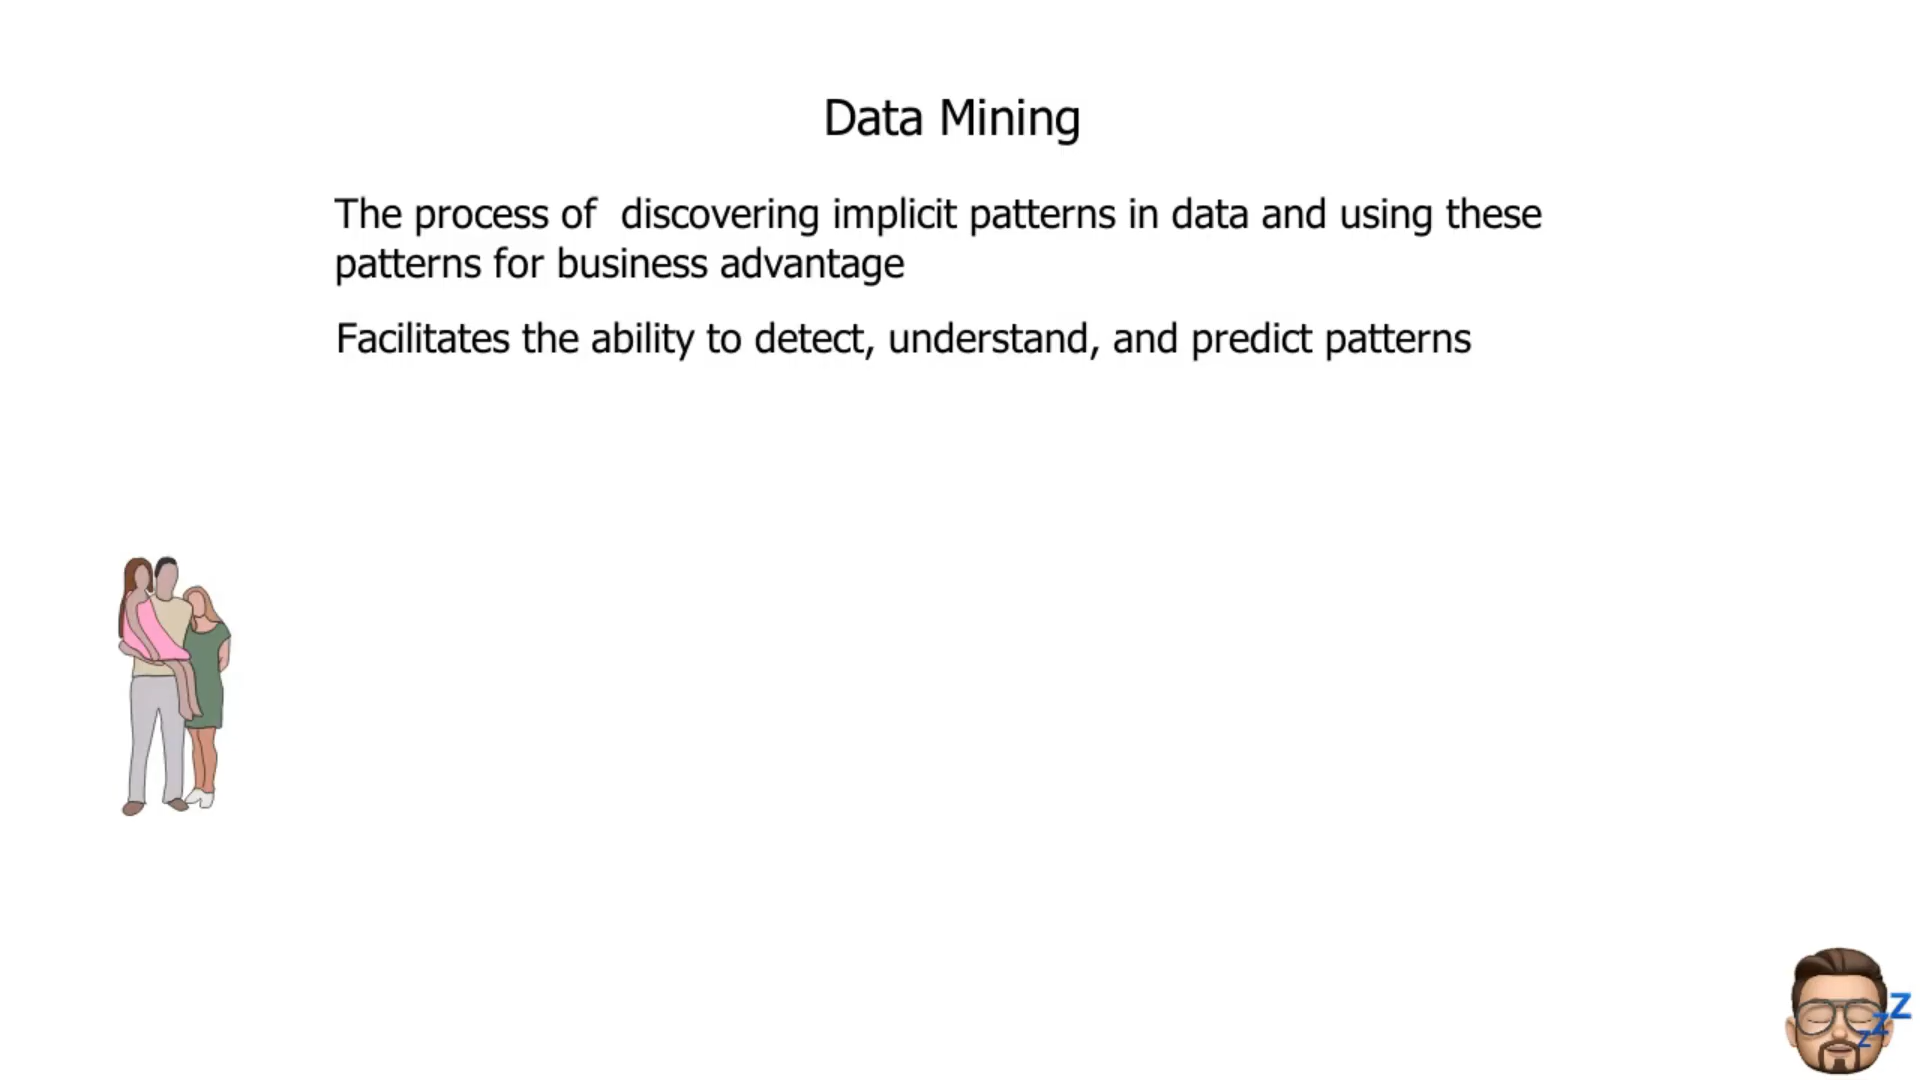 Data Mining
The process of  discovering implicit patterns in data and using these
patterns for business advantage
Facilitates the ability to detect, understand, and predict patterns
z
z
Z